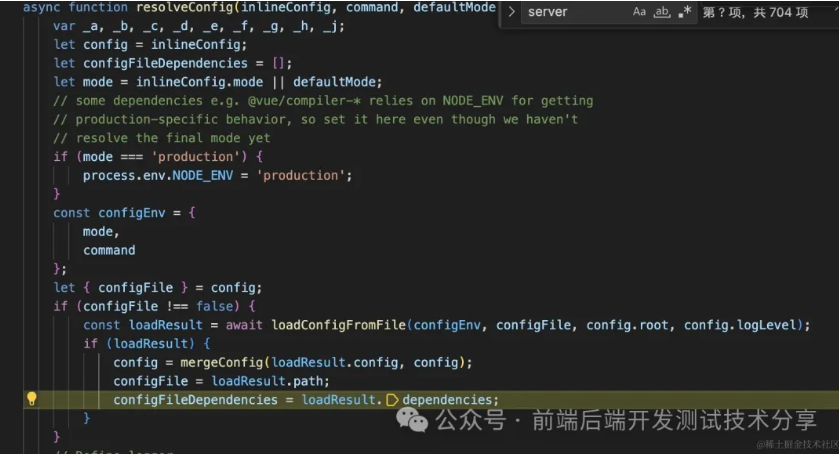 async function resolveConfig(inlineConfig, command, defaultMode
server
Aa ab .* 第 ? 项，共 704 项
var _a, _b, _c, _d, _e, _f, _g, _h, _j;
let config = inlineConfig;
let configFileDependencies = [];
let mode = inlineConfig.mode || defaultMode;
// some dependencies e.g. @vue/compiler-* relies on NODE_ENV for getting
// production-specific behavior, so set it here even though we haven't
// resolve the final mode yet
if (mode === 'production') {
process.env.NODE_ENV = 'production';
}
const configEnv = {
mode,
command
};
let { configFile } = config;
if (configFile !== false) {
const loadResult = await loadConfigFromFile(configEnv, configFile, config.root, config.logLevel);
if (loadResult) {
config = mergeConfig(loadResult.config, config);
configFile = loadResult.path;
configFileDependencies = loadResult.dependencies;
}
}
公众号 · 前端后端开发测试技术分享
@稀土掘金技术社区
// Define logger